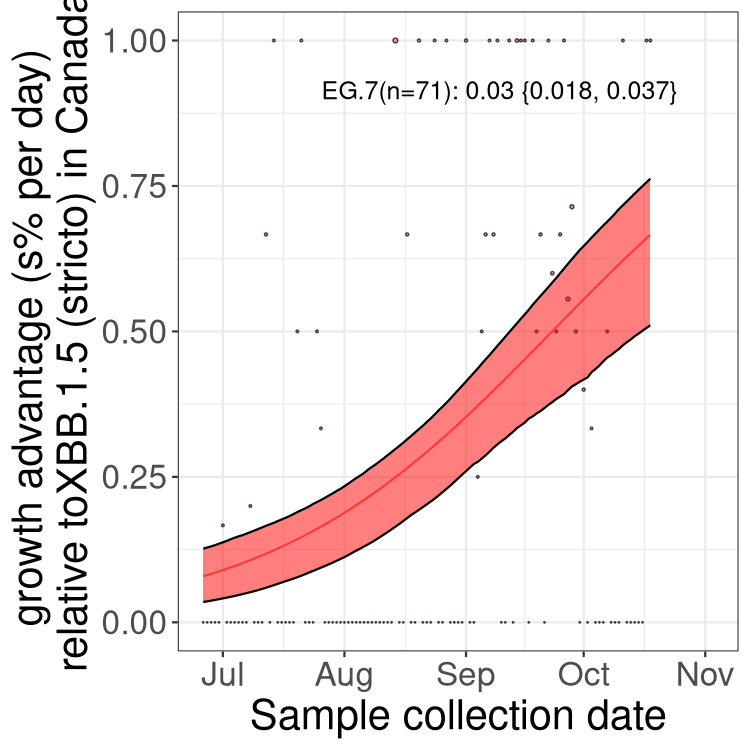 growth advantage (s% per day)
relative toXBB.1.5 (stricto) in Canada
1.00
0.75
0.50
0.25
0.00
EG.7(n=71): 0.03 {0.018, 0.037}
Jul Aug Sep Oct Nov
Sample collection date